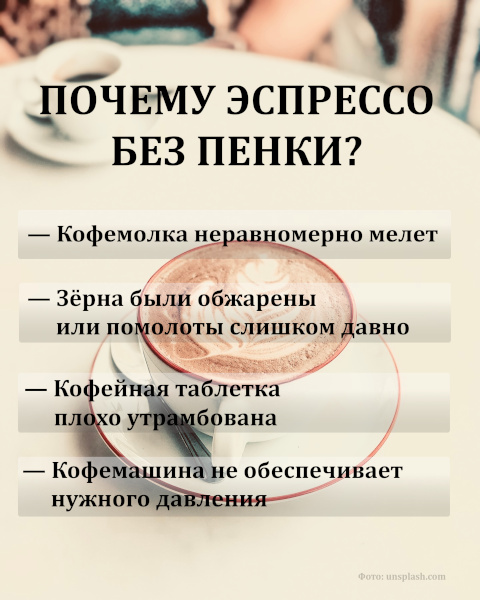 ПОЧЕМУ ЭСПРЕССО
БЕЗ ПЕНКИ?
— Кофемолка неравномерно мелет
— Зёрна были обжарены
или помолоты слишком давно
— Кофейная таблетка
плохо утрамбована
— Кофемашина не обеспечивает
нужного давления
Фото: unsplash.com